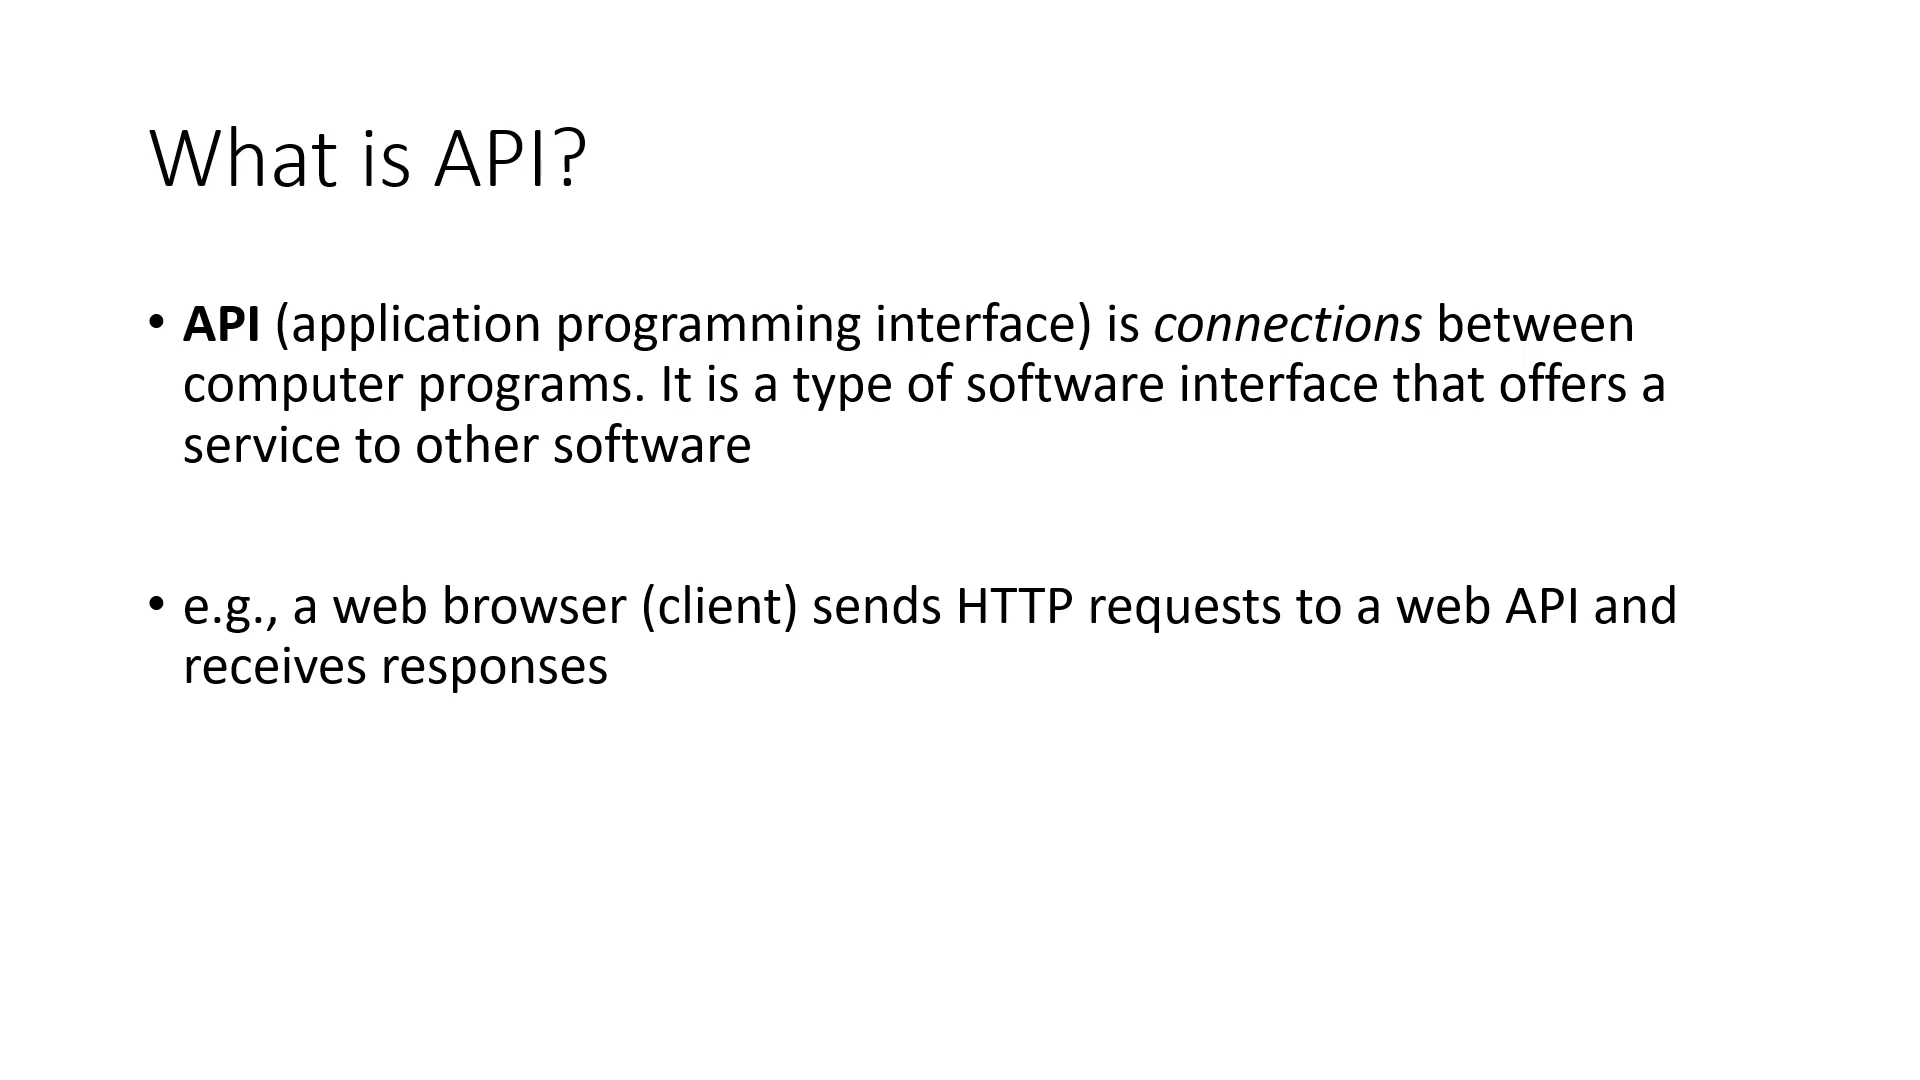 What is API?
• API (application programming interface) is connections between
computer programs. It is a type of software interface that offers a
service to other software
• e.g., a web browser (client) sends HTTP requests to a web API and
receives responses